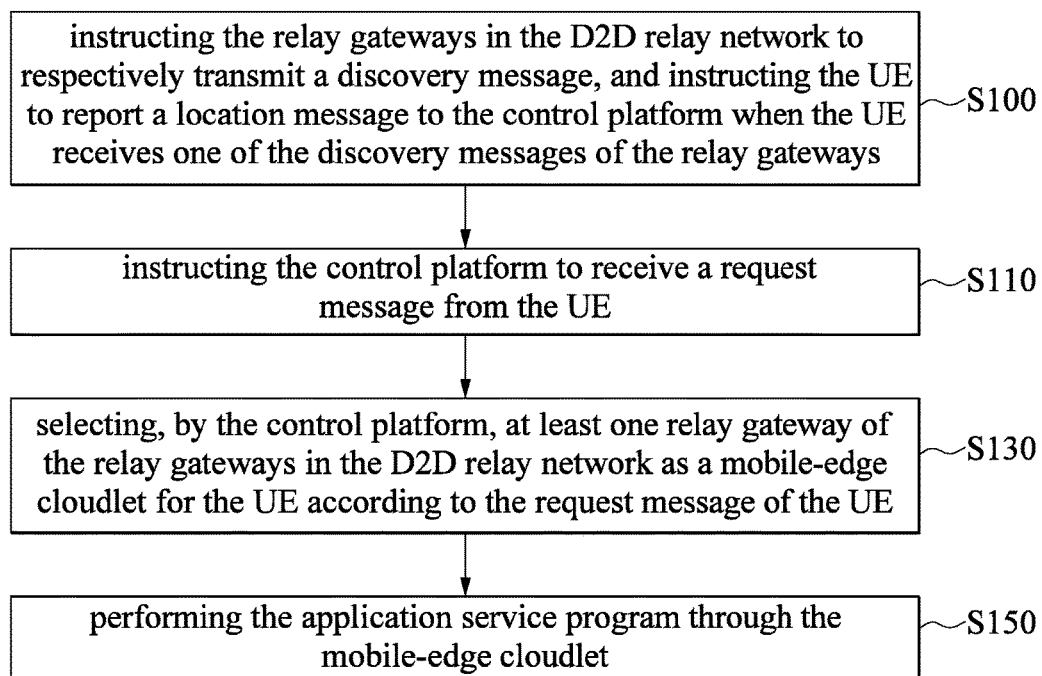 instructing the relay gateways in the D2D relay network to
respectively transmit a discovery message, and instructing the UE
to report a location message to the control platform when the UE
receives one of the discovery messages of the relay gateways
S100
instructing the control platform to receive a request
message from the UE
S110
selecting, by the control platform, at least one relay gateway of
the relay gateways in the D2D relay network as a mobile-edge
cloudlet for the UE according to the request message of the UE
S130
performing the application service program through the
mobile-edge cloudlet
S150